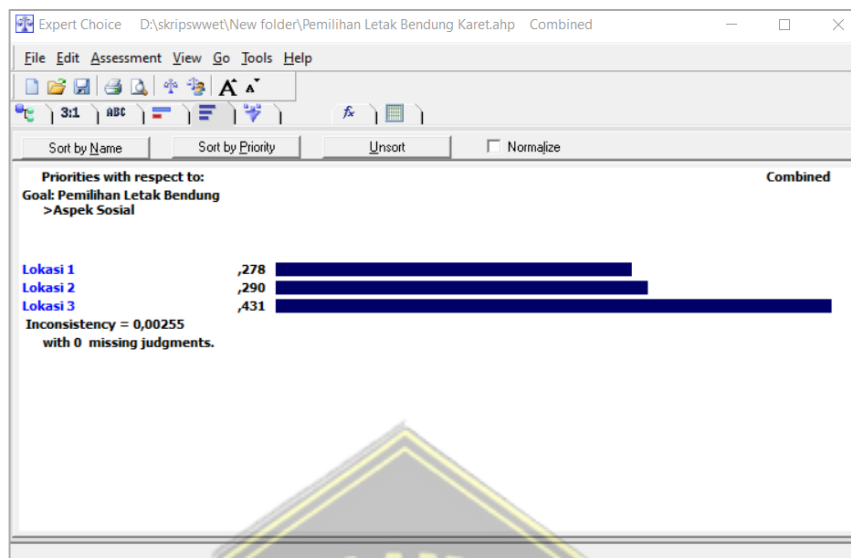 Expert Choice D:\skripswwet\New folder\Pemilihan Letak Bendung Karet.ahp Combined
File Edit Assessment View Go Tools Help
A A
3:1 ABC fx
Sort by Name Sort by Priority Unsort Normalize
Priorities with respect to: Combined
Goal: Pemilihan Letak Bendung
>Aspek Sosial
Lokasi 1 ,278
Lokasi 2 ,290
Lokasi 3 ,431
Inconsistency = 0,00255
with 0 missing judgments.